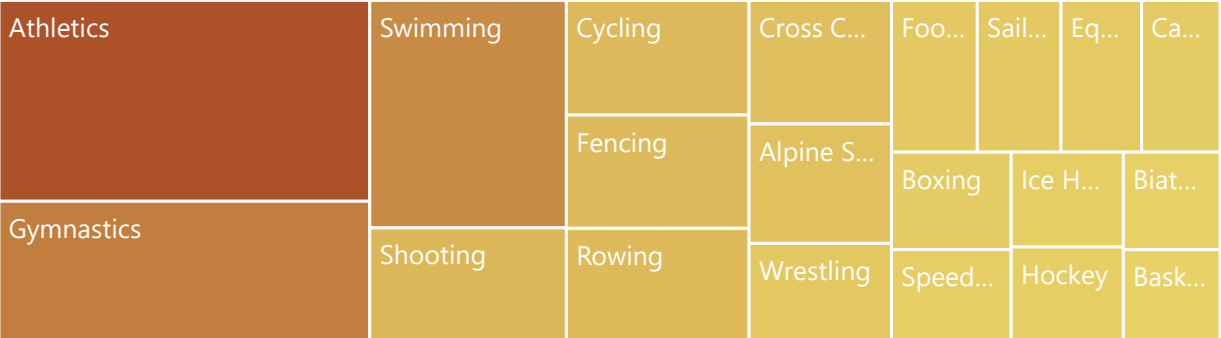 Athletics
Gymnastics
Swimming
Shooting
Cycling
Fencing
Rowing
Cross C...
Alpine S...
Wrestling
Foo...
Sail...
Eq...
Ca...
Boxing
Ice H...
Biat...
Speed...
Hockey
Bask...